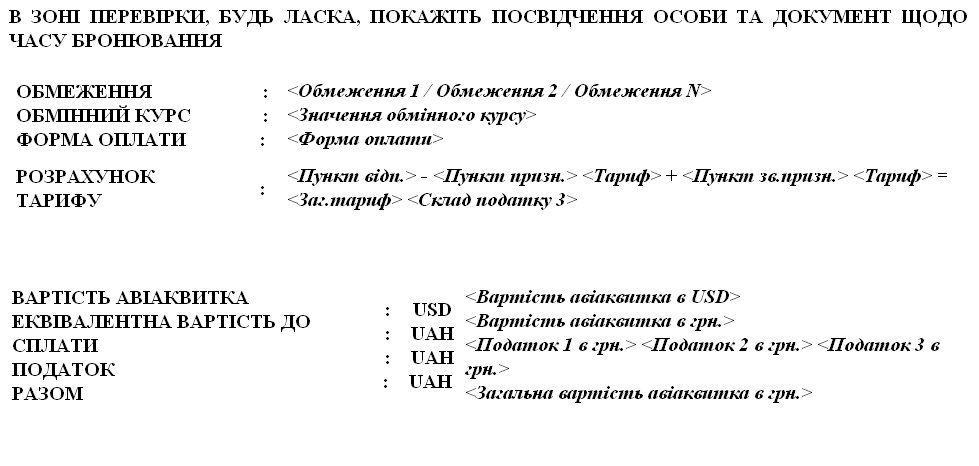 В ЗОНІ ПЕРЕВІРКИ, БУДЬ ЛАСКА, ПОКАЖІТЬ ПОСВІДЧЕННЯ ОСОБИ ТА ДОКУМЕНТ ЩОДО
ЧАСУ БРОНЮВАННЯ
ОБМЕЖЕННЯ : <Обмеження 1 / Обмеження 2 / Обмеження N>
ОБМІННИЙ КУРС : <Значення обмінного курсу>
ФОРМА ОПЛАТИ : <Форма оплати>
РОЗРАХУНОК
ТАРИФУ :
<Пункт відп.> - <Пункт призн.> <Тариф> + <Пункт зв.призн.> <Тариф> =
<Заг.тариф> <Склад податку 3>
ВАРТІСТЬ АВІАКВИТКА
ЕКВІВАЛЕНТНА ВАРТІСТЬ ДО
СПЛАТИ
ПОДАТОК
РАЗОМ
: USD
: UAH
: UAH
: UAH
<Вартість авіаквитка в USD>
<Вартість авіаквитка в грн.>
<Податок 1 в грн.> <Податок 2 в грн.> <Податок 3 в
грн.>
<Загальна вартість авіаквитка в грн.>